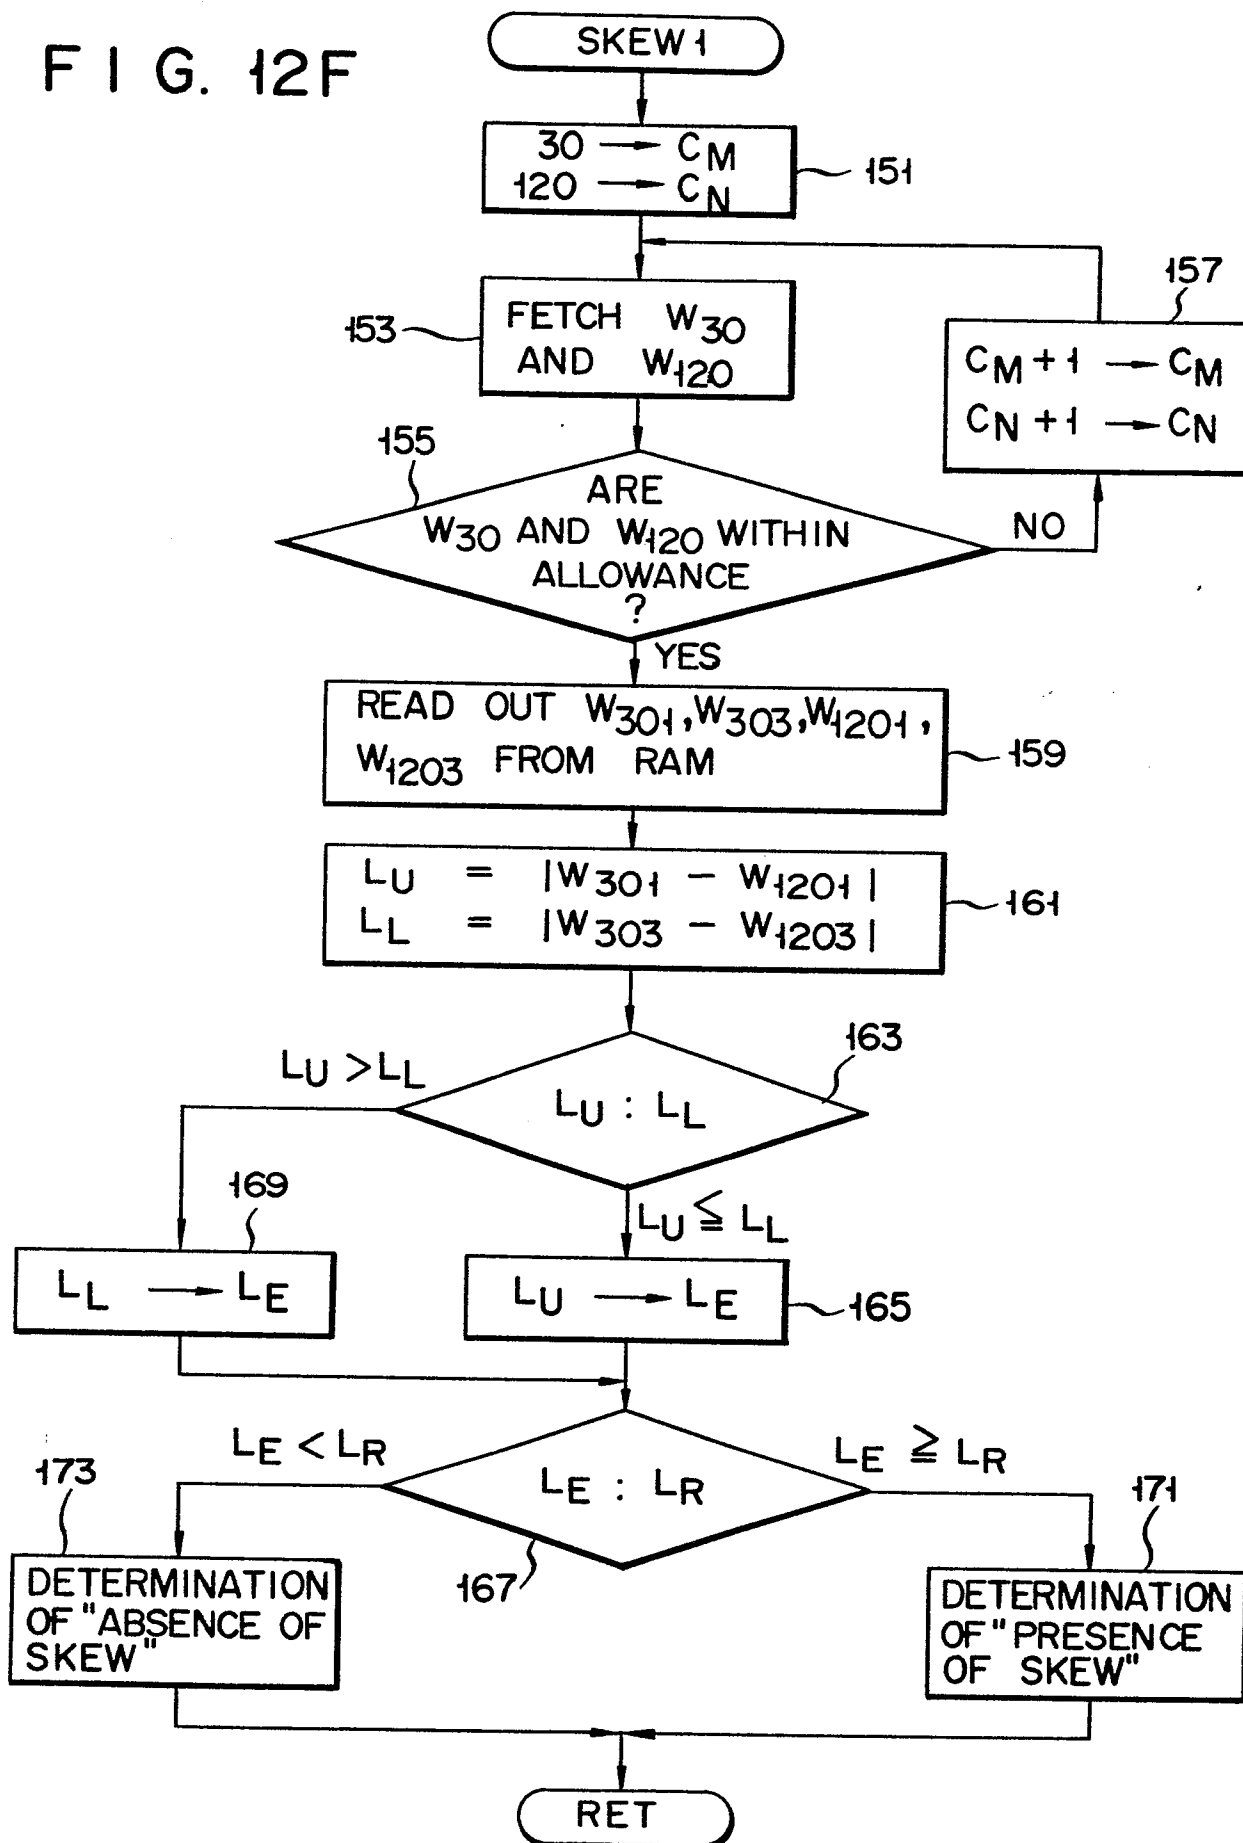 FIG. 12F
SKEW 1
30 → CM
120 → CN
151
157
153
FETCH W30
AND W120
CM + 1 → CM
CN + 1 → CN
155
ARE
W30 AND W120 WITHIN
ALLOWANCE
?
NO
YES
READ OUT W301, W303, W1201,
W1203 FROM RAM
159
LU = |W301 − W1201|
LL = |W303 − W1203|
161
163
LU > LL
LU : LL
169
LU ≦ LL
LL → LE
LU → LE
165
LE < LR
LE ≧ LR
173
LE : LR
171
167
DETERMINATION
OF "ABSENCE OF
SKEW"
DETERMINATION
OF "PRESENCE
OF SKEW"
RET